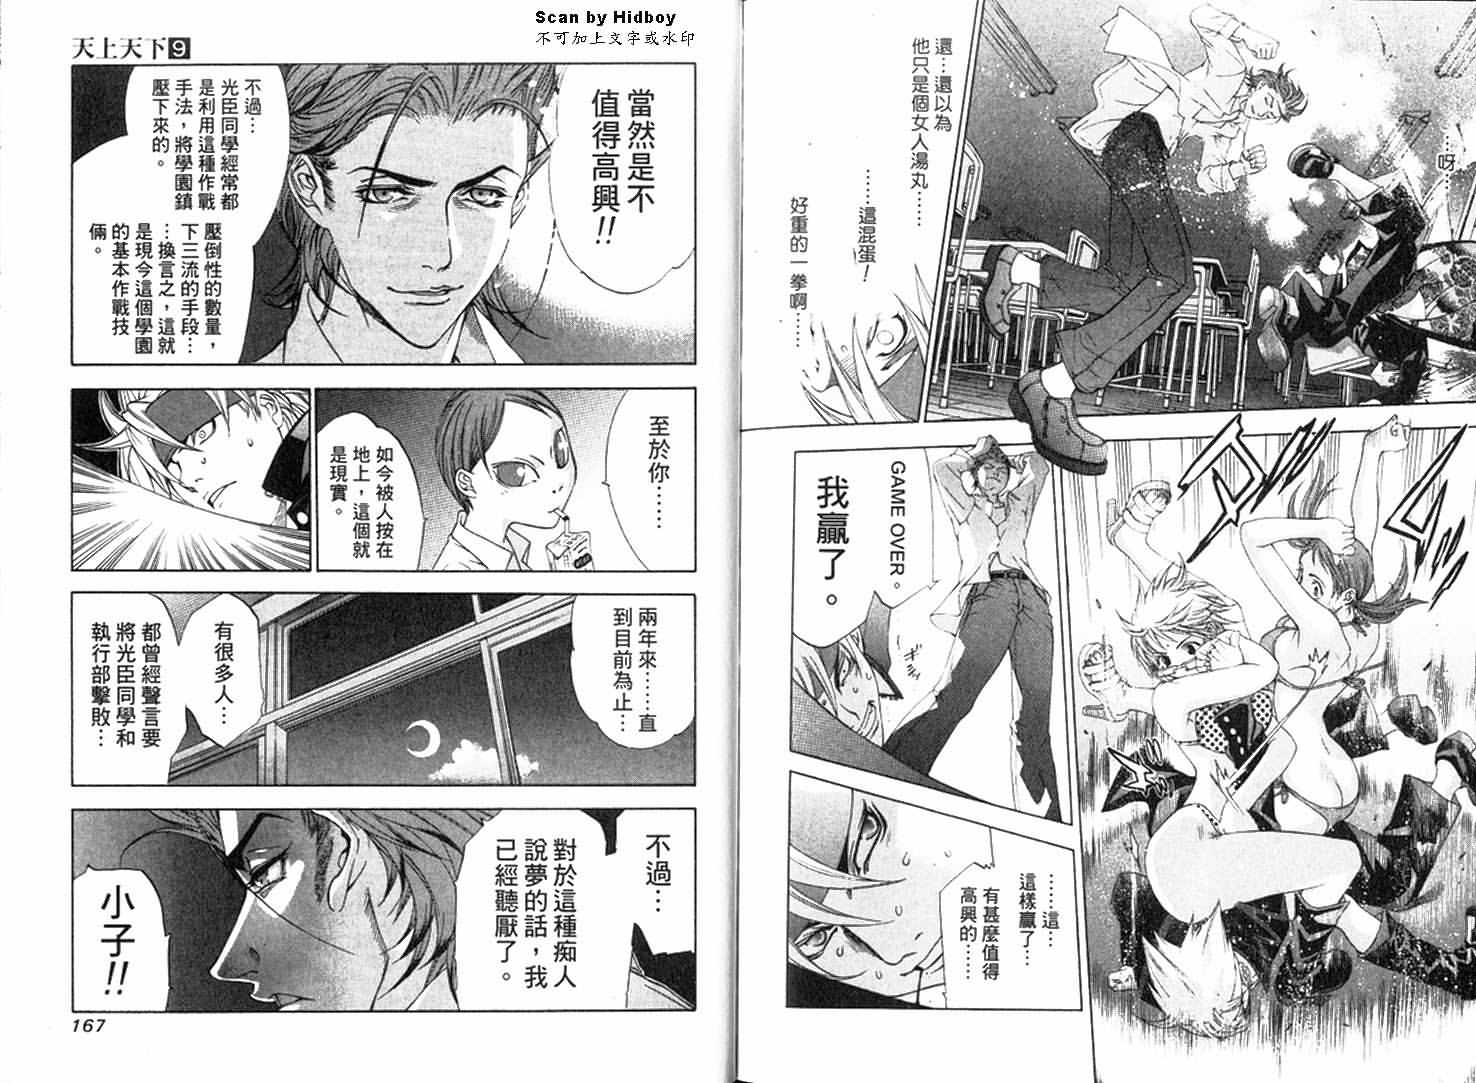 Scan by Hidboy
不可加上文字或水印
…呀…
還…還以為
他只是個女人湯丸……
……這混蛋！
好重的一拳啊……
GAME OVER。
我贏了。
……這…
這樣贏了…
有甚麼值得
高興的……
天上天下9
當然是不
值得高興!!
不過…
光臣同學經常都
是利用這種作戰
手法，將學園鎮
壓下來的。
壓倒性的數量，
下三流的手段…
…換言之，這就
是現今這個學園
的基本作戰技
倆。
至於你……
如今被人按在
地上，這個就
是現實。
兩年來……直
到目前為止…
有很多人…
都曾經聲言要
將光臣同學和
執行部擊敗…
不過…
對於這種痴人
說夢的話，我
已經聽厭了。
小子!!
167